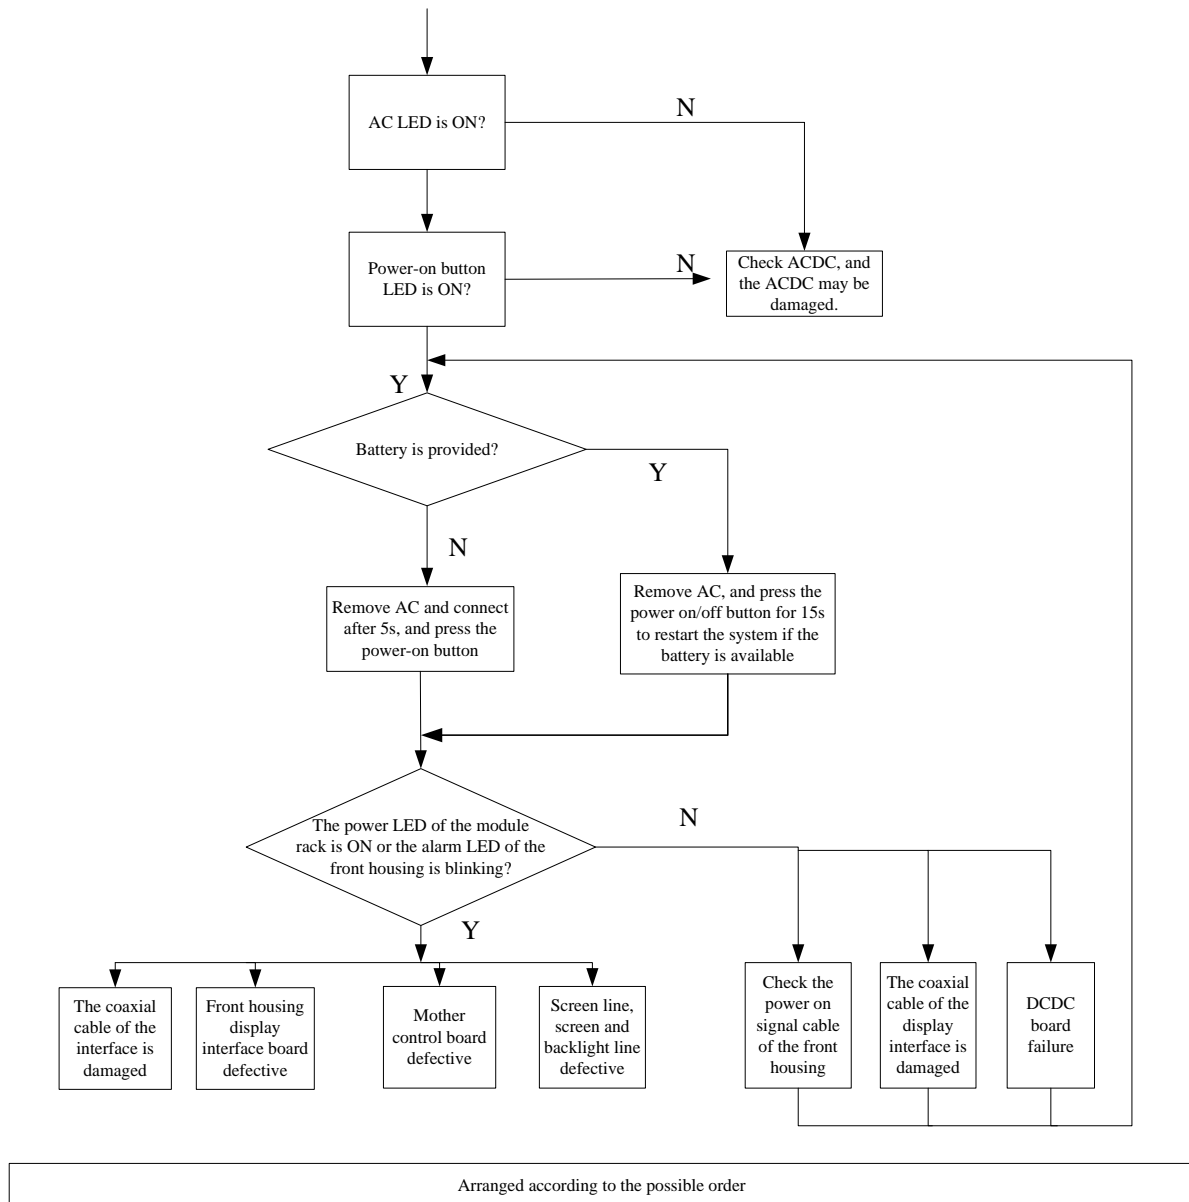 AC LED is ON?
N
Power-on button
LED is ON?
N
Check ACDC, and
the ACDC may be
damaged.
Y
Battery is provided?
Y
N
Remove AC and connect
after 5s, and press the
power-on button
Remove AC, and press the
power on/off button for 15s
to restart the system if the
battery is available
The power LED of the module
rack is ON or the alarm LED of the
front housing is blinking?
N
Y
The coaxial
cable of the
interface is
damaged
Front housing
display
interface board
defective
Mother
control board
defective
Screen line,
screen and
backlight line
defective
Check the
power on
signal cable
of the front
housing
The coaxial
cable of the
display
interface is
damaged
DCDC
board
failure
Arranged according to the possible order